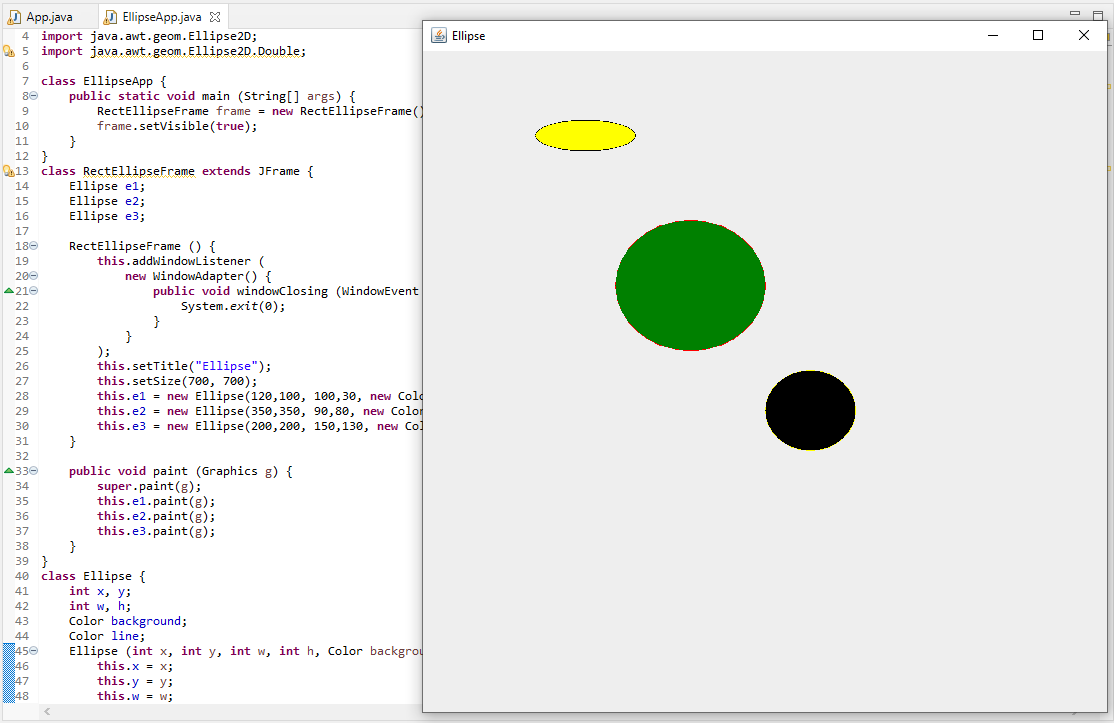 App.java
EllipseApp.java
4 import java.awt.geom.Ellipse2D;
5 import java.awt.geom.Ellipse2D.Double;
6
7 class EllipseApp {
8 public static void main (String[] args) {
9 RectEllipseFrame frame = new RectEllipseFrame()
10 frame.setVisible(true);
11 }
12 }
13 class RectEllipseFrame extends JFrame {
14 Ellipse e1;
15 Ellipse e2;
16 Ellipse e3;
17
18 RectEllipseFrame () {
19 this.addWindowListener (
20 new WindowAdapter() {
21 public void windowClosing (WindowEvent
22 System.exit(0);
23 }
24 }
25 );
26 this.setTitle("Ellipse");
27 this.setSize(700, 700);
28 this.e1 = new Ellipse(120,100, 100,30, new Colo
29 this.e2 = new Ellipse(350,350, 90,80, new Color
30 this.e3 = new Ellipse(200,200, 150,130, new Col
31 }
32
33 public void paint (Graphics g) {
34 super.paint(g);
35 this.e1.paint(g);
36 this.e2.paint(g);
37 this.e3.paint(g);
38 }
39 }
40 class Ellipse {
41 int x, y;
42 int w, h;
43 Color background;
44 Color line;
45 Ellipse (int x, int y, int w, int h, Color backgrou
46 this.x = x;
47 this.y = y;
48 this.w = w;
Ellipse